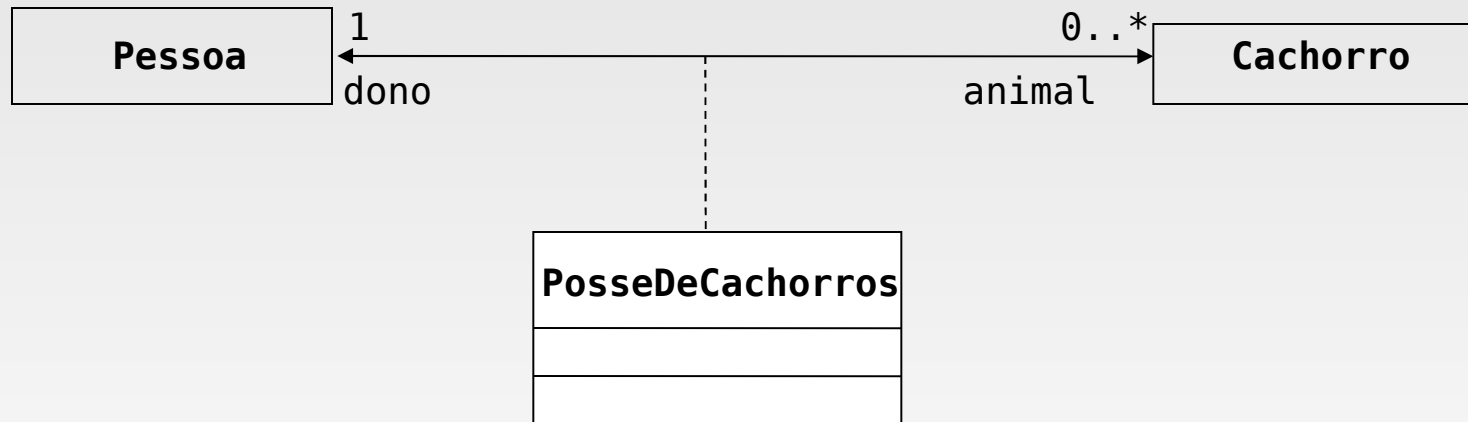 1
0..*
Pessoa
Cachorro
dono
animal
PosseDeCachorros